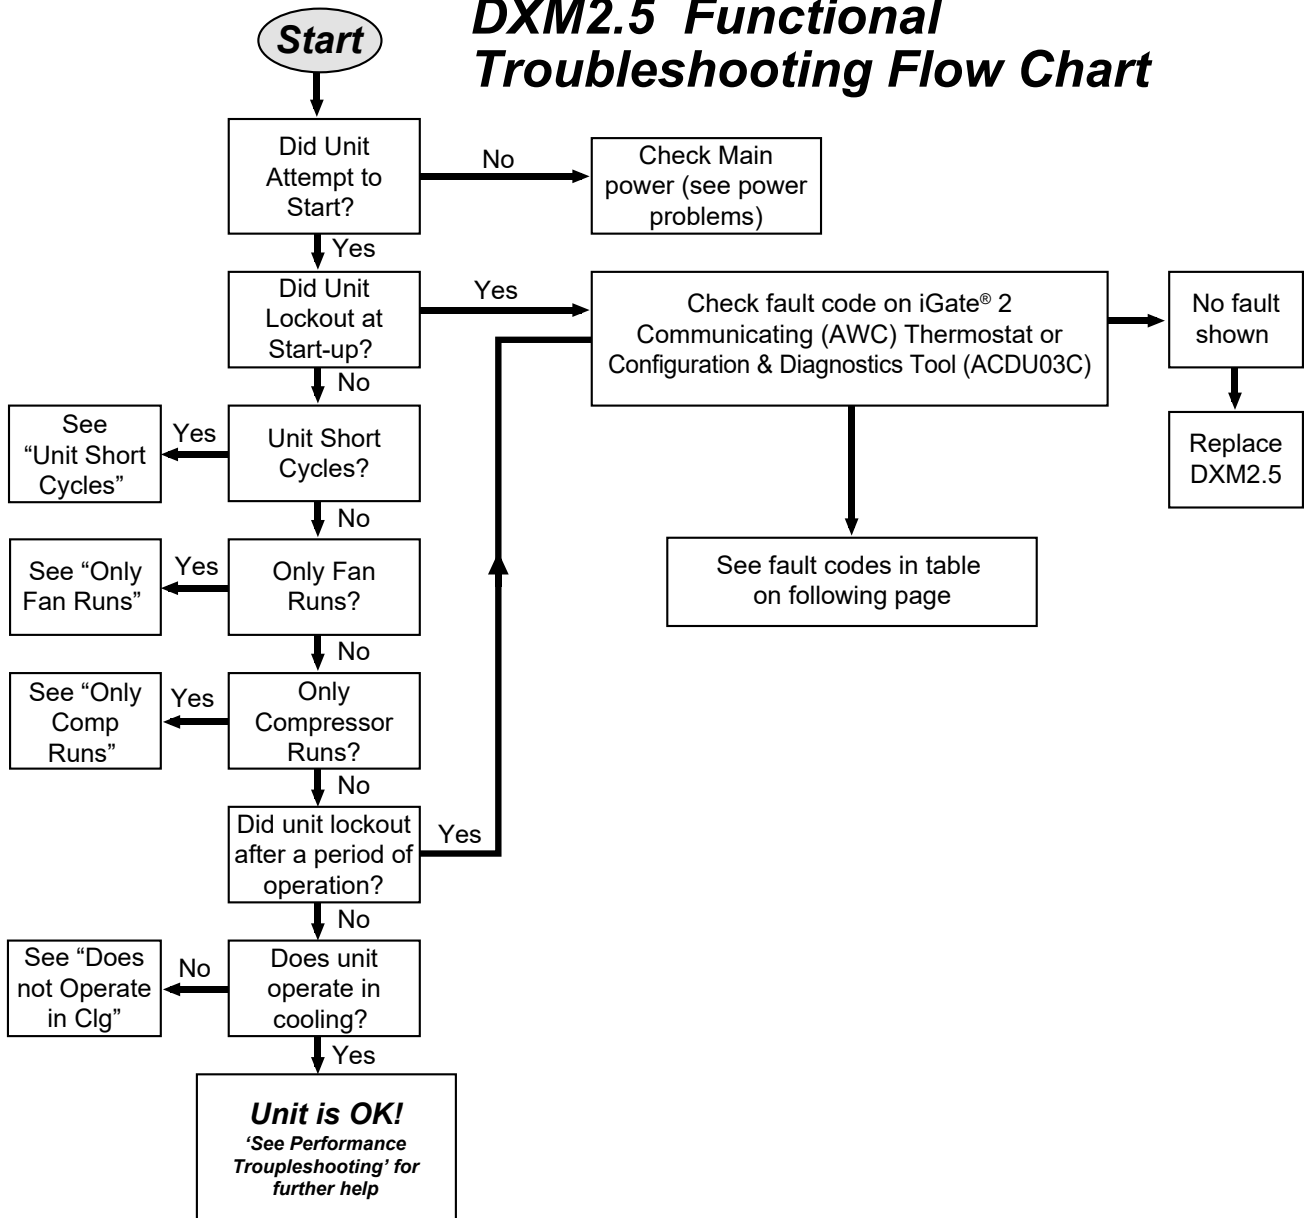 DXM2.5 Functional
Troubleshooting Flow Chart
Start
Did Unit
Attempt to
Start?
No
Check Main
power (see power
problems)
Yes
Did Unit
Lockout at
Start-up?
Yes
Check fault code on iGate® 2
Communicating (AWC) Thermostat or
Configuration & Diagnostics Tool (ACDU03C)
No fault
shown
Replace
DXM2.5
See fault codes in table
on following page
No
Unit Short
Cycles?
Yes
See
“Unit Short
Cycles”
No
Only Fan
Runs?
Yes
See “Only
Fan Runs”
No
Only
Compressor
Runs?
Yes
See “Only
Comp
Runs”
No
Did unit lockout
after a period of
operation?
Yes
No
Does unit
operate in
cooling?
No
See “Does
not Operate
in Clg”
Yes
Unit is OK!
‘See Performance
Troupleshooting’ for
further help